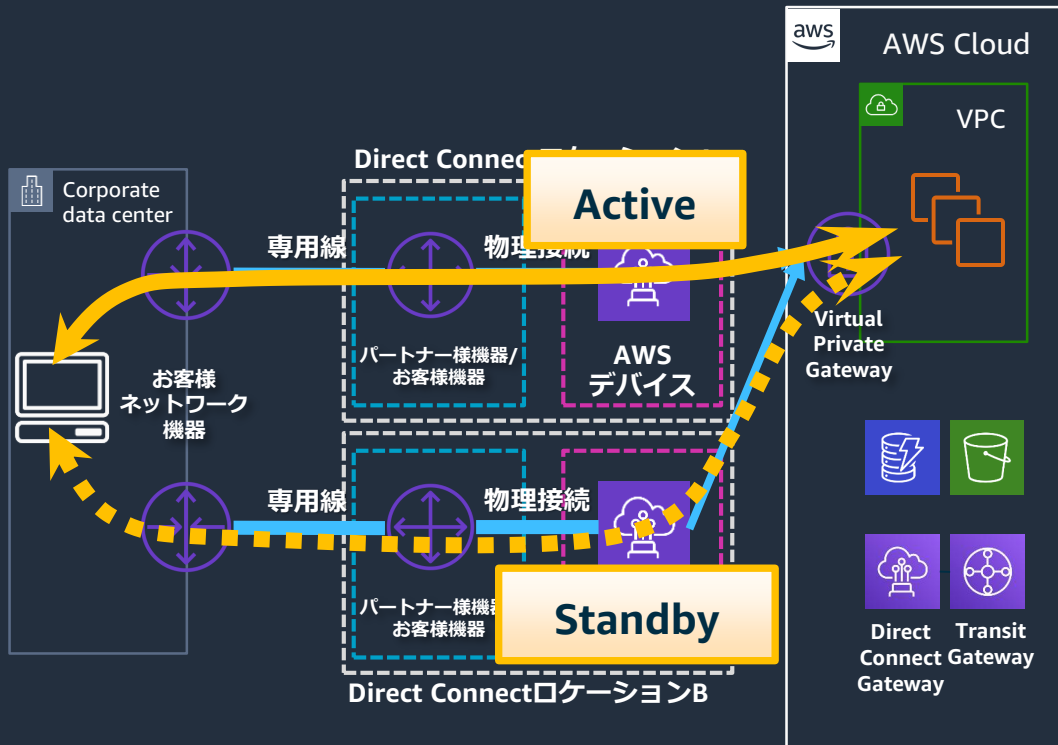 aws
AWS Cloud
VPC
Corporate
data center
Direct Connect
Active
専用線
物理接続
パートナー様機器/
お客様機器
AWS
デバイス
Virtual
Private
Gateway
お客様
ネットワーク
機器
専用線
物理接続
パートナー様機器
お客様機器
Standby
Direct ConnectロケーションB
Direct
Connect
Gateway
Transit
Gateway